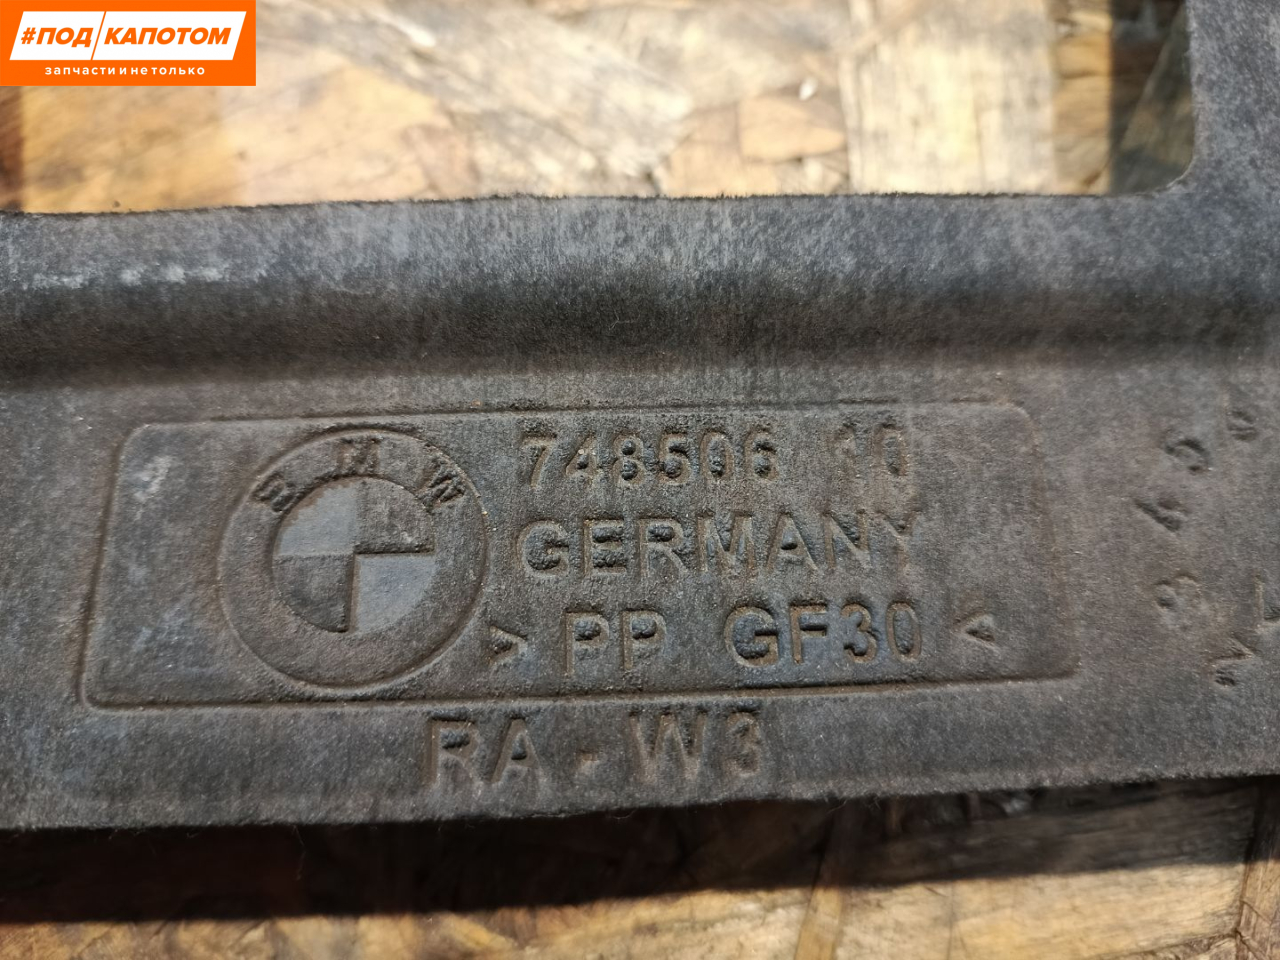 #ПОД КАПОТОМ
запчасти и не только
BMW
748506 10
GERMANY
> PP GF30 <
RA - W3